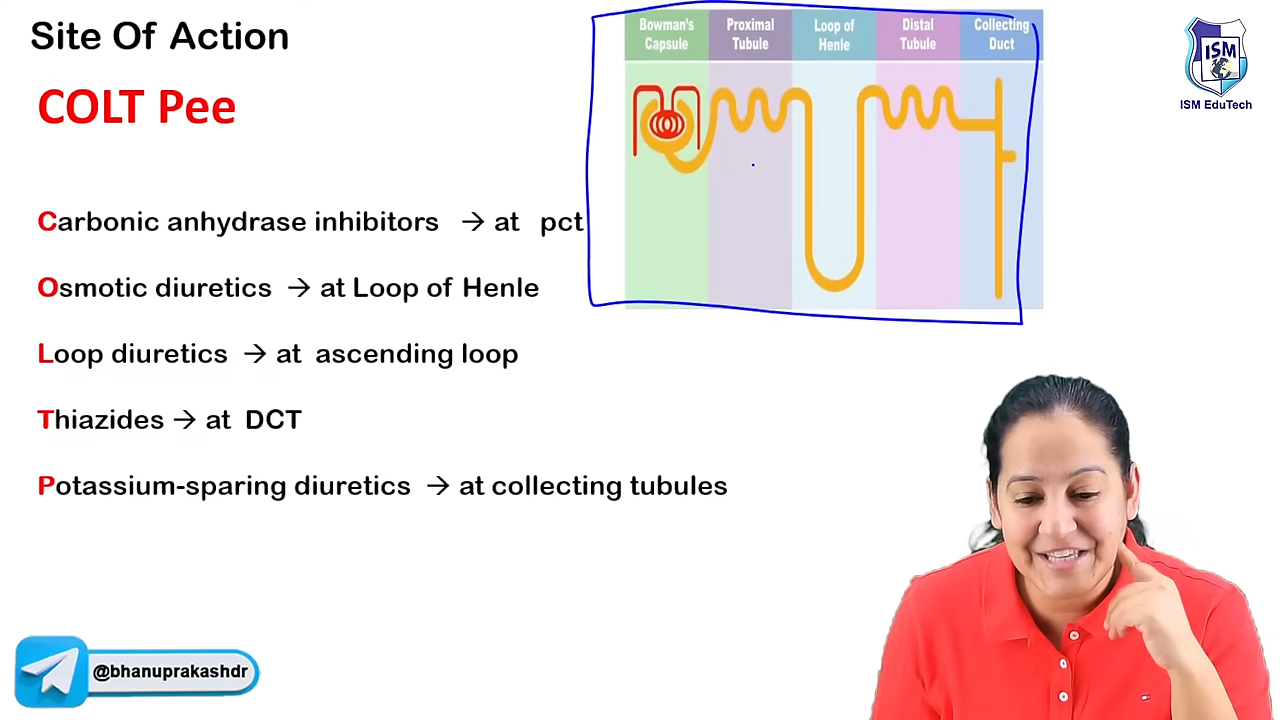 Site Of Action
COLT Pee
Carbonic anhydrase inhibitors → at pct
Osmotic diuretics → at Loop of Henle
Loop diuretics → at ascending loop
Thiazides → at DCT
Potassium-sparing diuretics → at collecting tubules
Bowman's Capsule
Proximal Tubule
Loop of Henle
Distal Tubule
Collecting Duct
ISM
ISM EduTech
@bhanuprakashdr